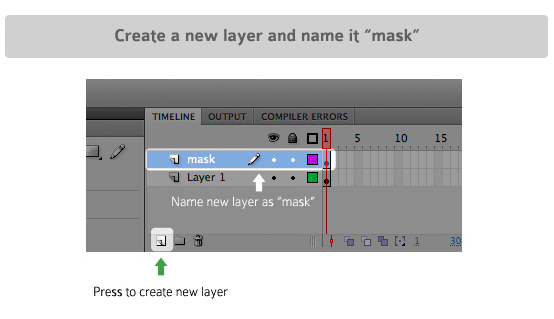 Create a new layer and name it “mask”
TIMELINE OUTPUT COMPILER ERRORS
1 5 10 15
mask
Layer 1
Name new layer as “mask”
1 30
Press to create new layer